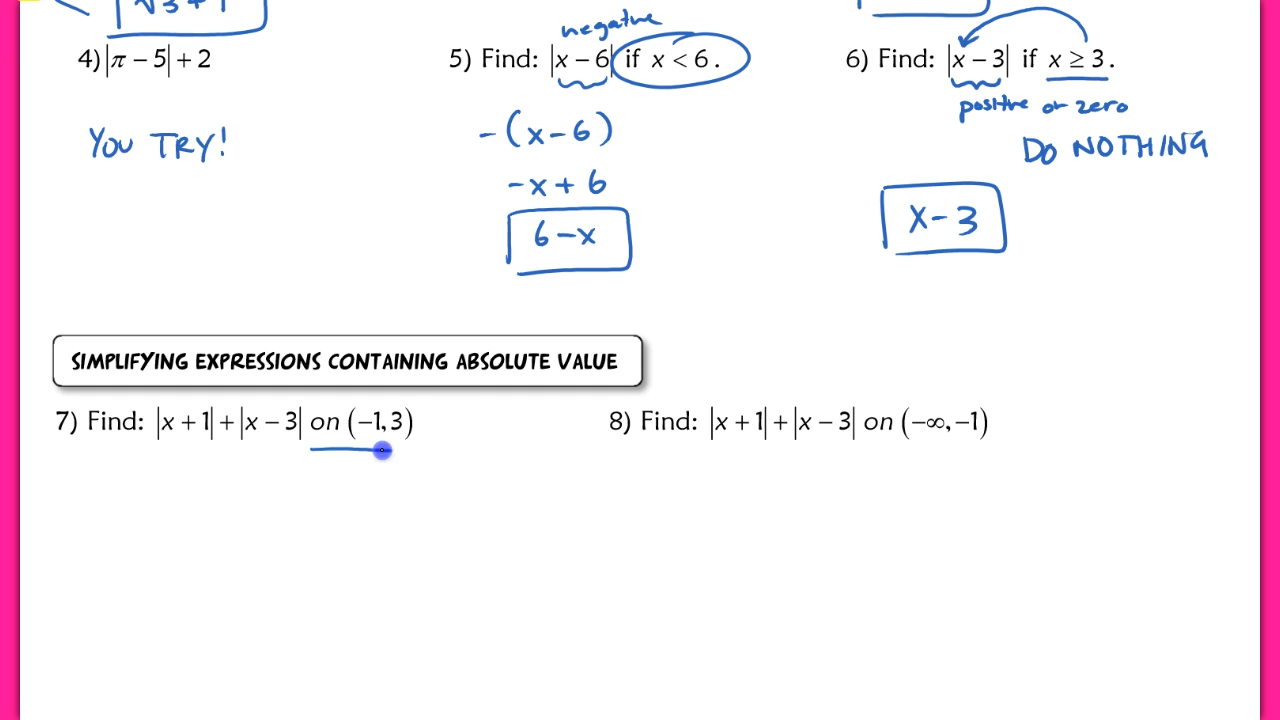 √3 + 1
4) |π − 5| + 2
YOU TRY!
negative
5) Find: |x − 6| if x < 6.
−(x−6)
−x + 6
6−x
6) Find: |x − 3| if x ≥ 3.
positive or zero
DO NOTHING
x−3
SIMPLIFYING EXPRESSIONS CONTAINING ABSOLUTE VALUE
7) Find: |x + 1| + |x − 3| on (−1, 3)
8) Find: |x + 1| + |x − 3| on (−∞, −1)